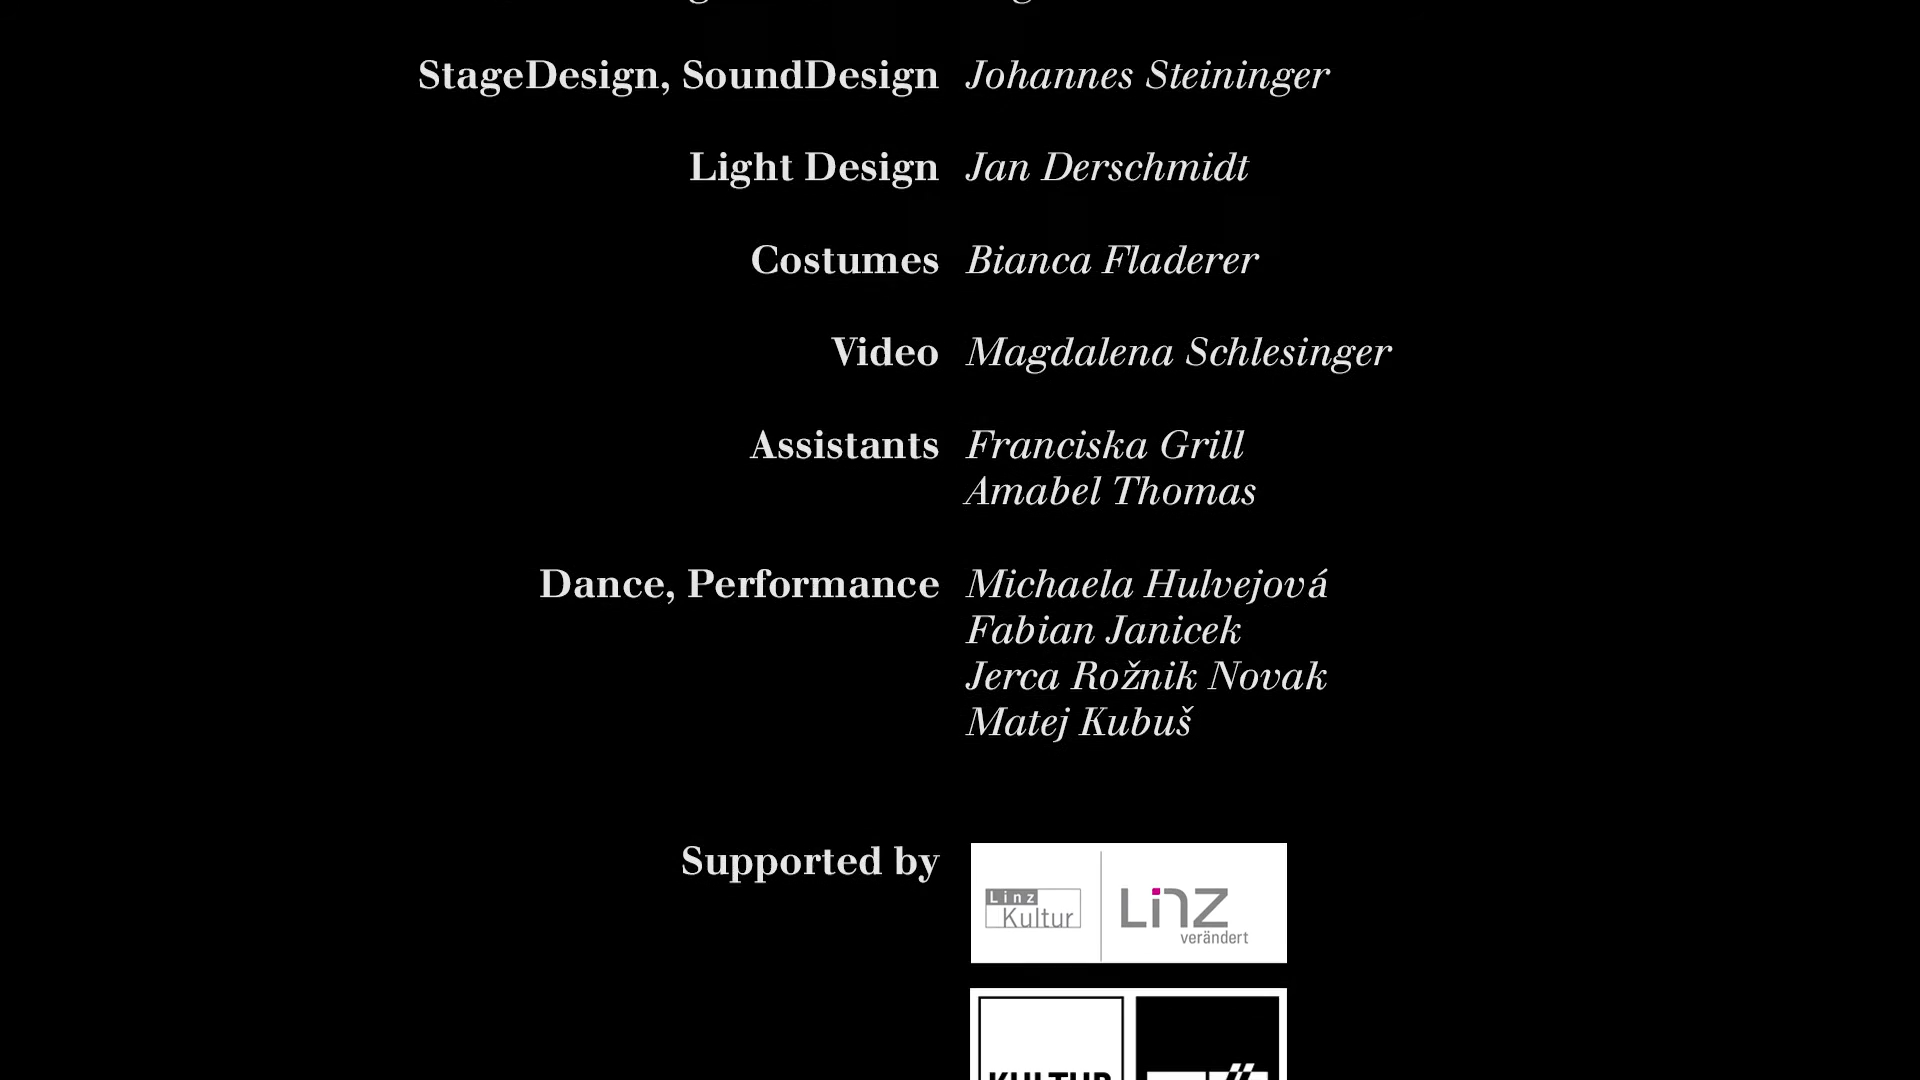 StageDesign, SoundDesign Johannes Steininger
Light Design Jan Derschmidt
Costumes Bianca Fladerer
Video Magdalena Schlesinger
Assistants Franciska Grill
Amabel Thomas
Dance, Performance Michaela Hulvejová
Fabian Janicek
Jerca Rožnik Novak
Matej Kubuš
Supported by
Linz
Kultur
Linz
verändert
KULTUR